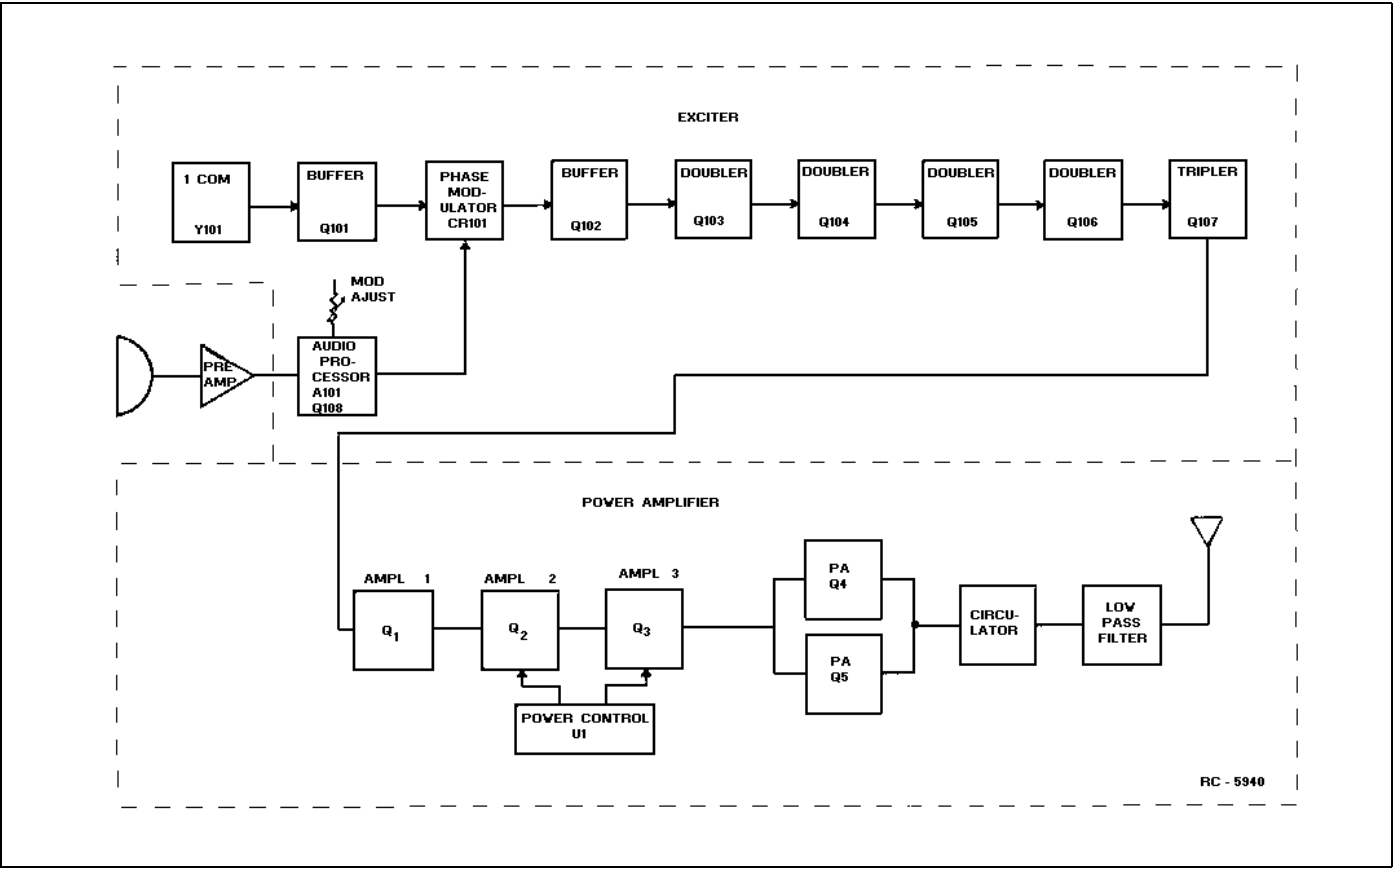 EXCITER
1 COM
Y101
BUFFER
Q101
PHASE
MOD-
ULATOR
CR101
BUFFER
Q102
DOUBLER
Q103
DOUBLER
Q104
DOUBLER
Q105
DOUBLER
Q106
TRIPLER
Q107
MOD
AJUST
PRE
AMP
AUDIO
PRO-
CESSOR
A101
Q108
POWER AMPLIFIER
AMPL 1
Q1
AMPL 2
Q2
AMPL 3
Q3
POWER CONTROL
U1
PA
Q4
PA
Q5
CIRCU-
LATOR
LOW
PASS
FILTER
RC - 5940